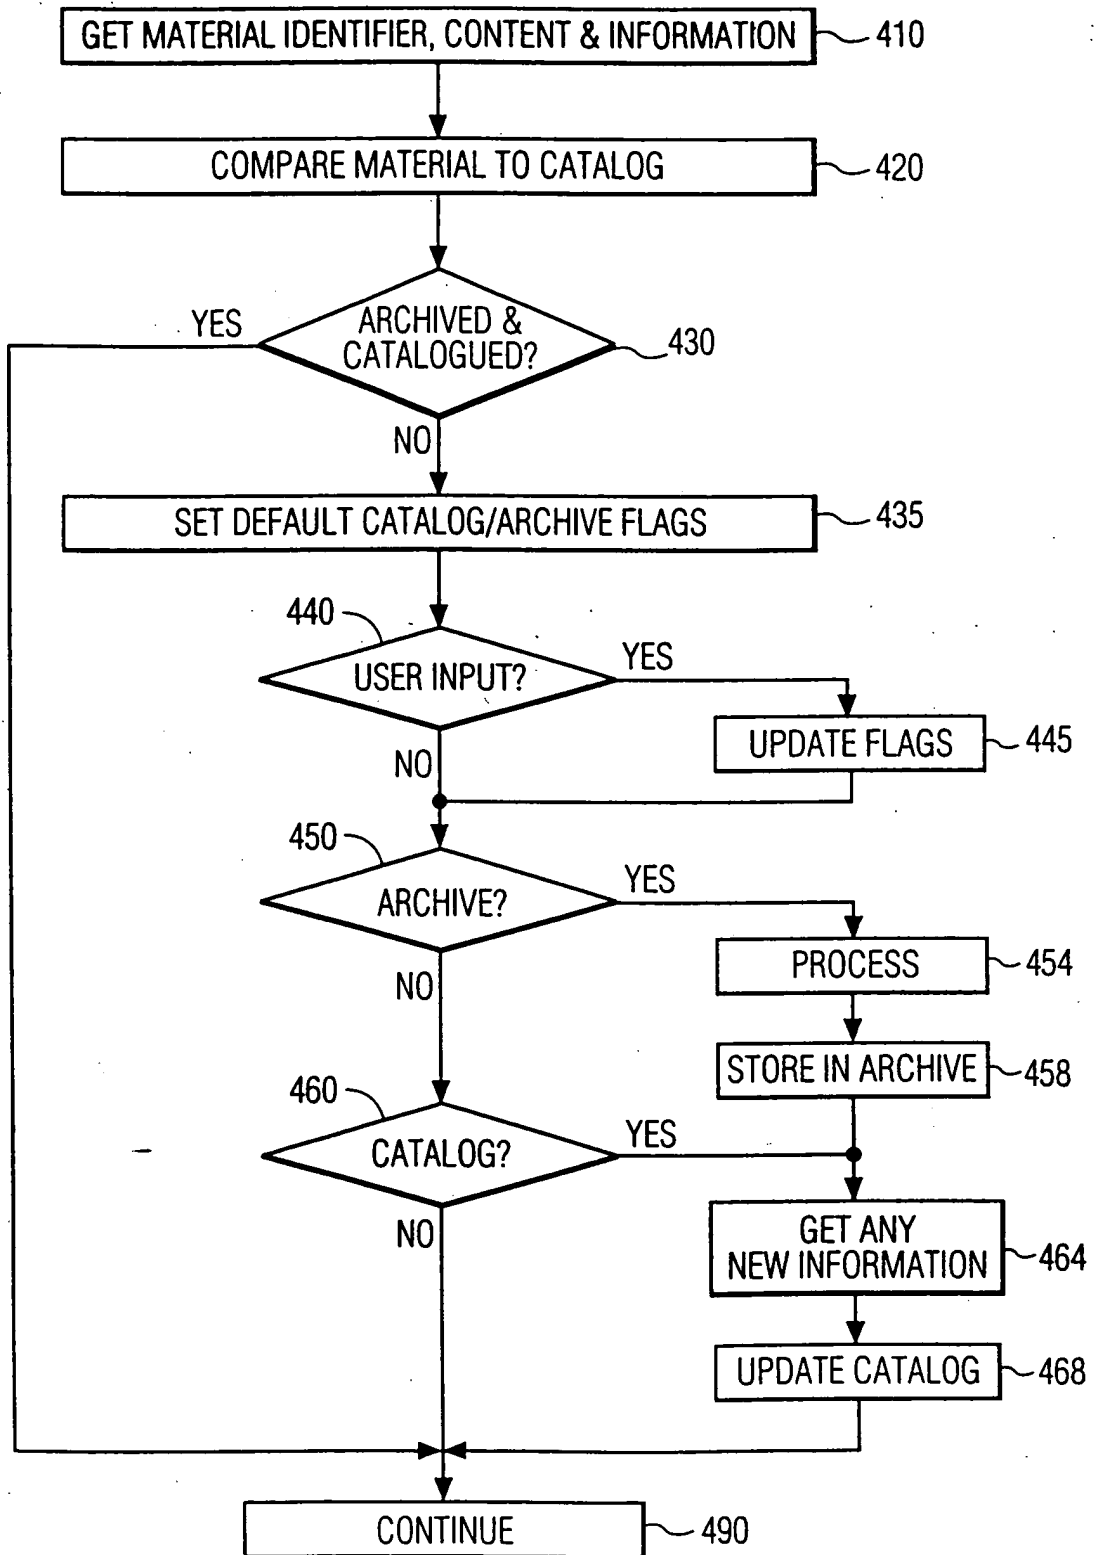 GET MATERIAL IDENTIFIER, CONTENT & INFORMATION 410
COMPARE MATERIAL TO CATALOG 420
YES
ARCHIVED &
CATALOGUED?
430
NO
SET DEFAULT CATALOG/ARCHIVE FLAGS 435
440
USER INPUT?
YES
UPDATE FLAGS 445
NO
450
ARCHIVE?
YES
PROCESS 454
NO
STORE IN ARCHIVE 458
460
CATALOG?
YES
NO
GET ANY
NEW INFORMATION
464
UPDATE CATALOG 468
CONTINUE 490